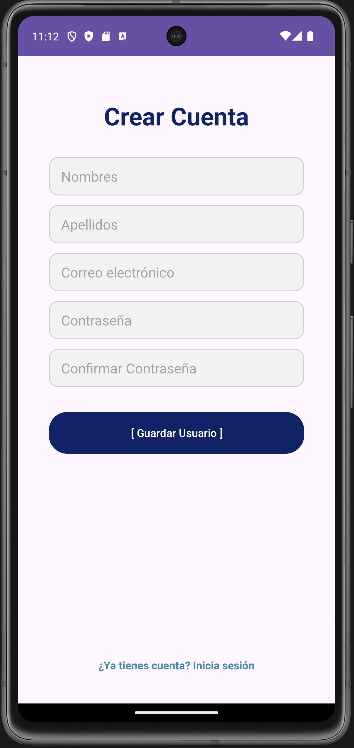 11:12
Crear Cuenta
Nombres
Apellidos
Correo electrónico
Contraseña
Confirmar Contraseña
[ Guardar Usuario ]
¿Ya tienes cuenta? Inicia sesión